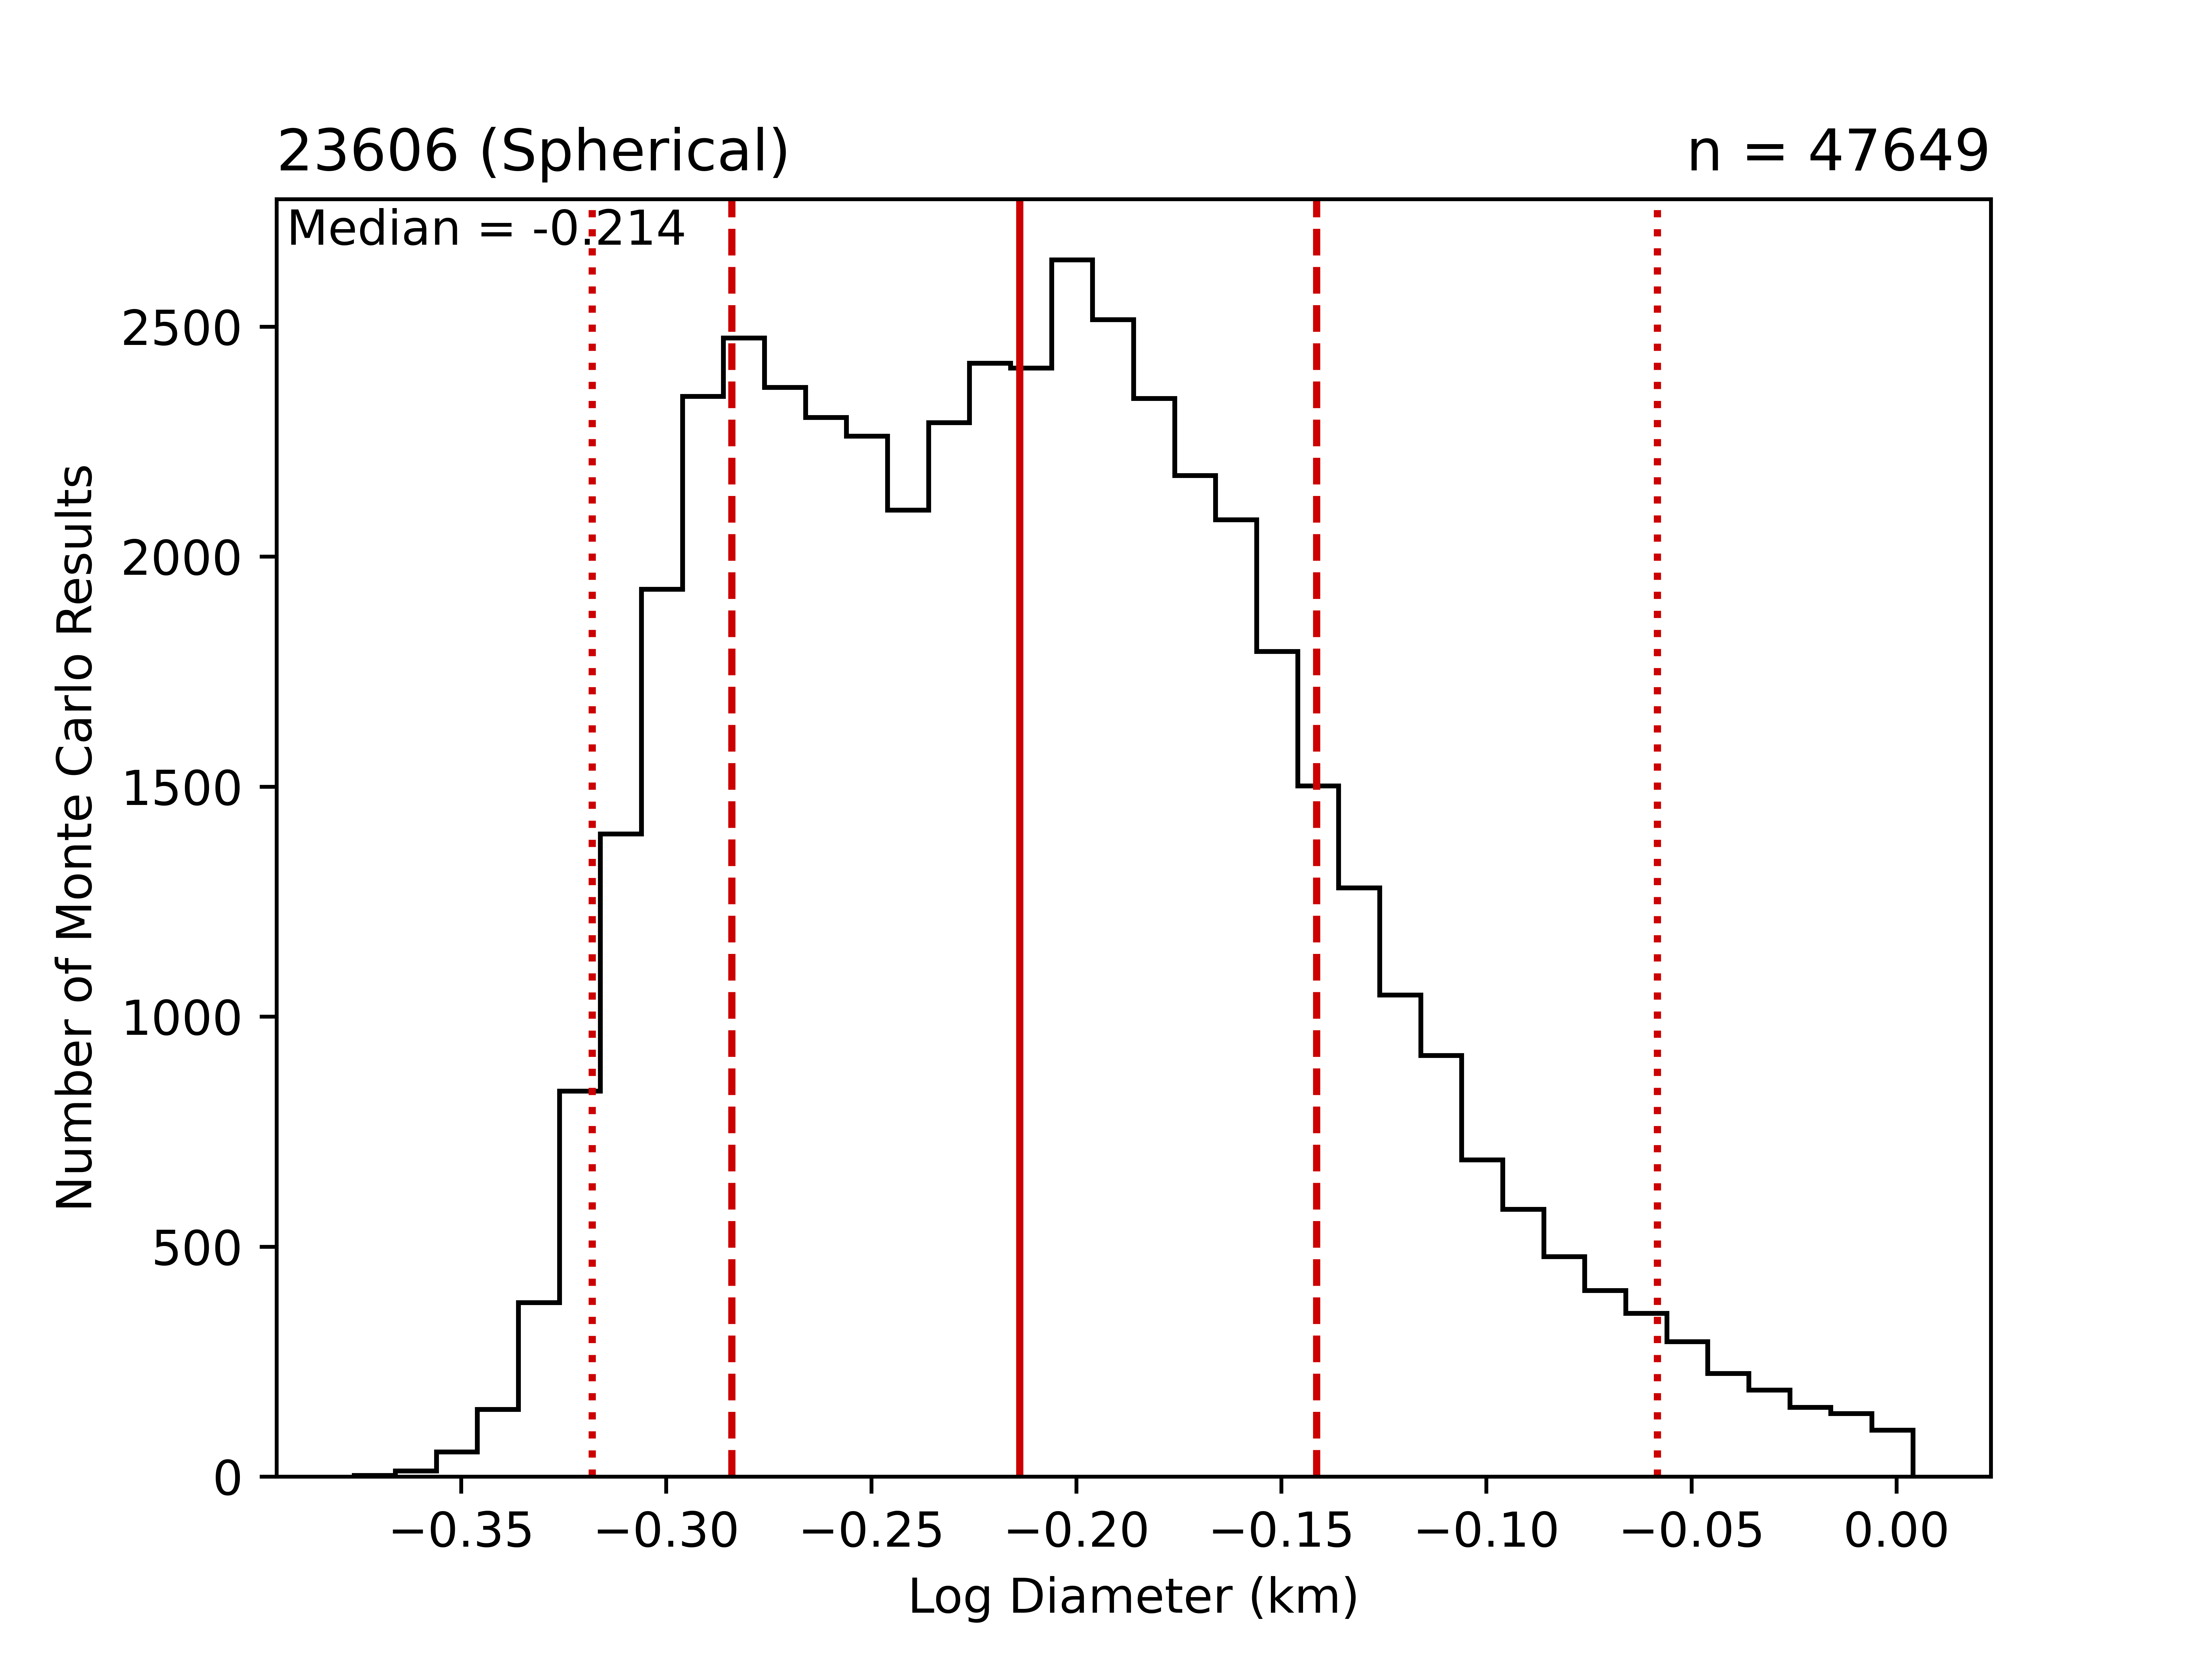 23606 (Spherical)
n = 47649
Median = -0.214
Number of Monte Carlo Results
2500
2000
1500
1000
500
0
−0.35
−0.30
−0.25
−0.20
−0.15
−0.10
−0.05
0.00
Log Diameter (km)